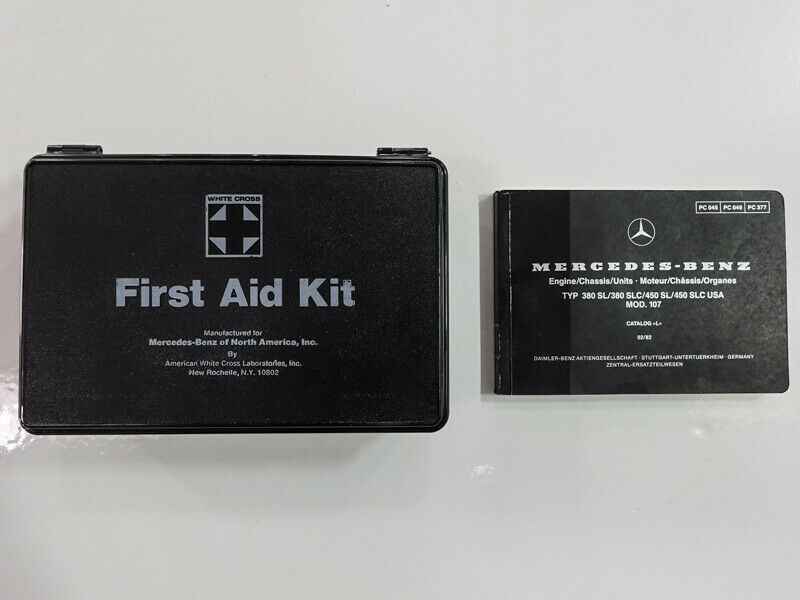 WHITE CROSS
First Aid Kit
Manufactured for
Mercedes-Benz of North America, Inc.
By
American White Cross Laboratories, Inc.
New Rochelle, N.Y. 10802
PC 045 PC 049 PC 377
MERCEDES-BENZ
Engine/Chassis/Units · Moteur/Châssis/Organes
TYP 380 SL/380 SLC/450 SL/450 SLC USA
MOD. 107
CATALOG »L«
02/82
DAIMLER-BENZ AKTIENGESELLSCHAFT · STUTTGART-UNTERTUERKHEIM · GERMANY
ZENTRAL-ERSATZTEILWESEN